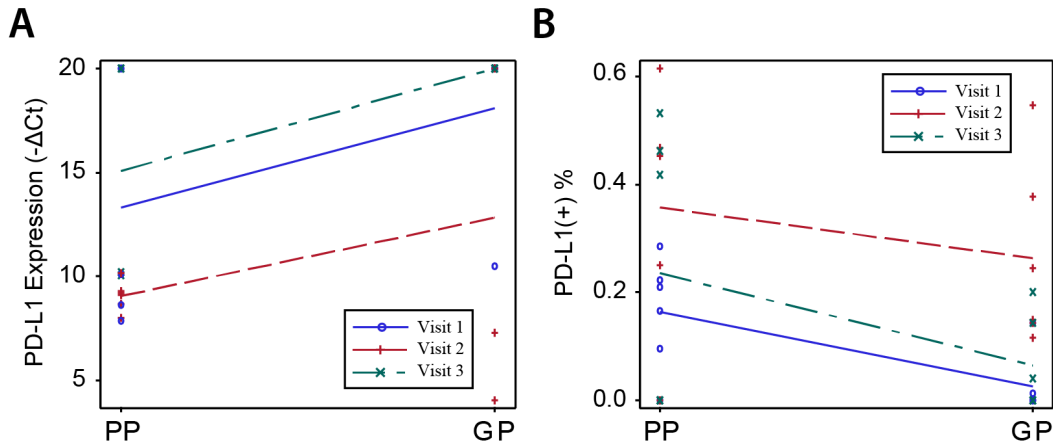 A
PD-L1 Expression (-ΔCt)
20
15
10
5
PP
GP
Visit 1
Visit 2
Visit 3
B
PD-L1(+) %
0.6
0.4
0.2
0.0
PP
GP
Visit 1
Visit 2
Visit 3